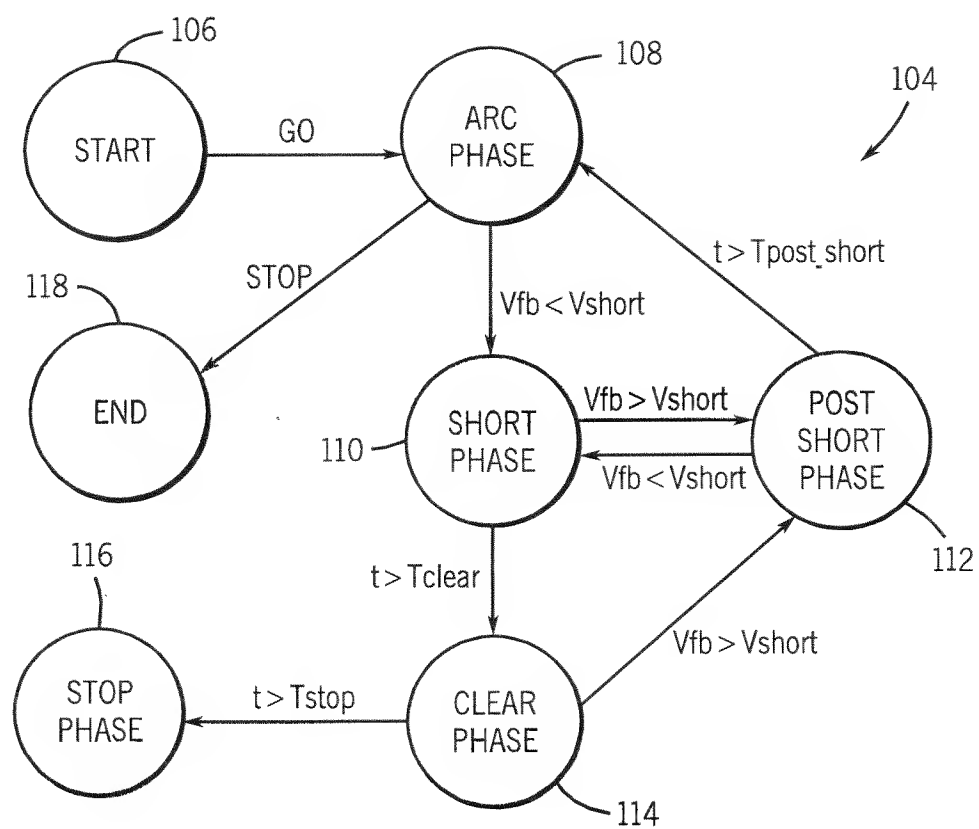 106
108
104
START
GO
ARC
PHASE
t > Tpost_short
118
STOP
Vfb < Vshort
END
110
SHORT
PHASE
Vfb > Vshort
Vfb < Vshort
POST
SHORT
PHASE
112
116
t > Tclear
Vfb > Vshort
STOP
PHASE
t > Tstop
CLEAR
PHASE
114